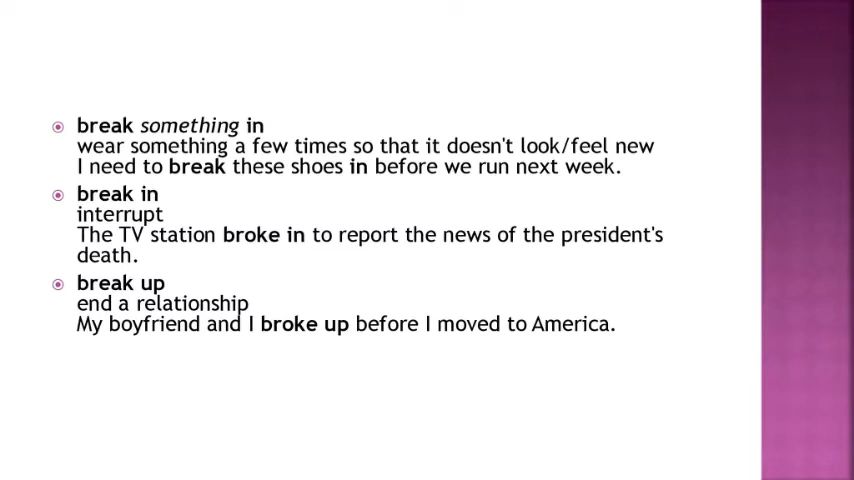 break something in
wear something a few times so that it doesn't look/feel new
I need to break these shoes in before we run next week.
break in
interrupt
The TV station broke in to report the news of the president's
death.
break up
end a relationship
My boyfriend and I broke up before I moved to America.